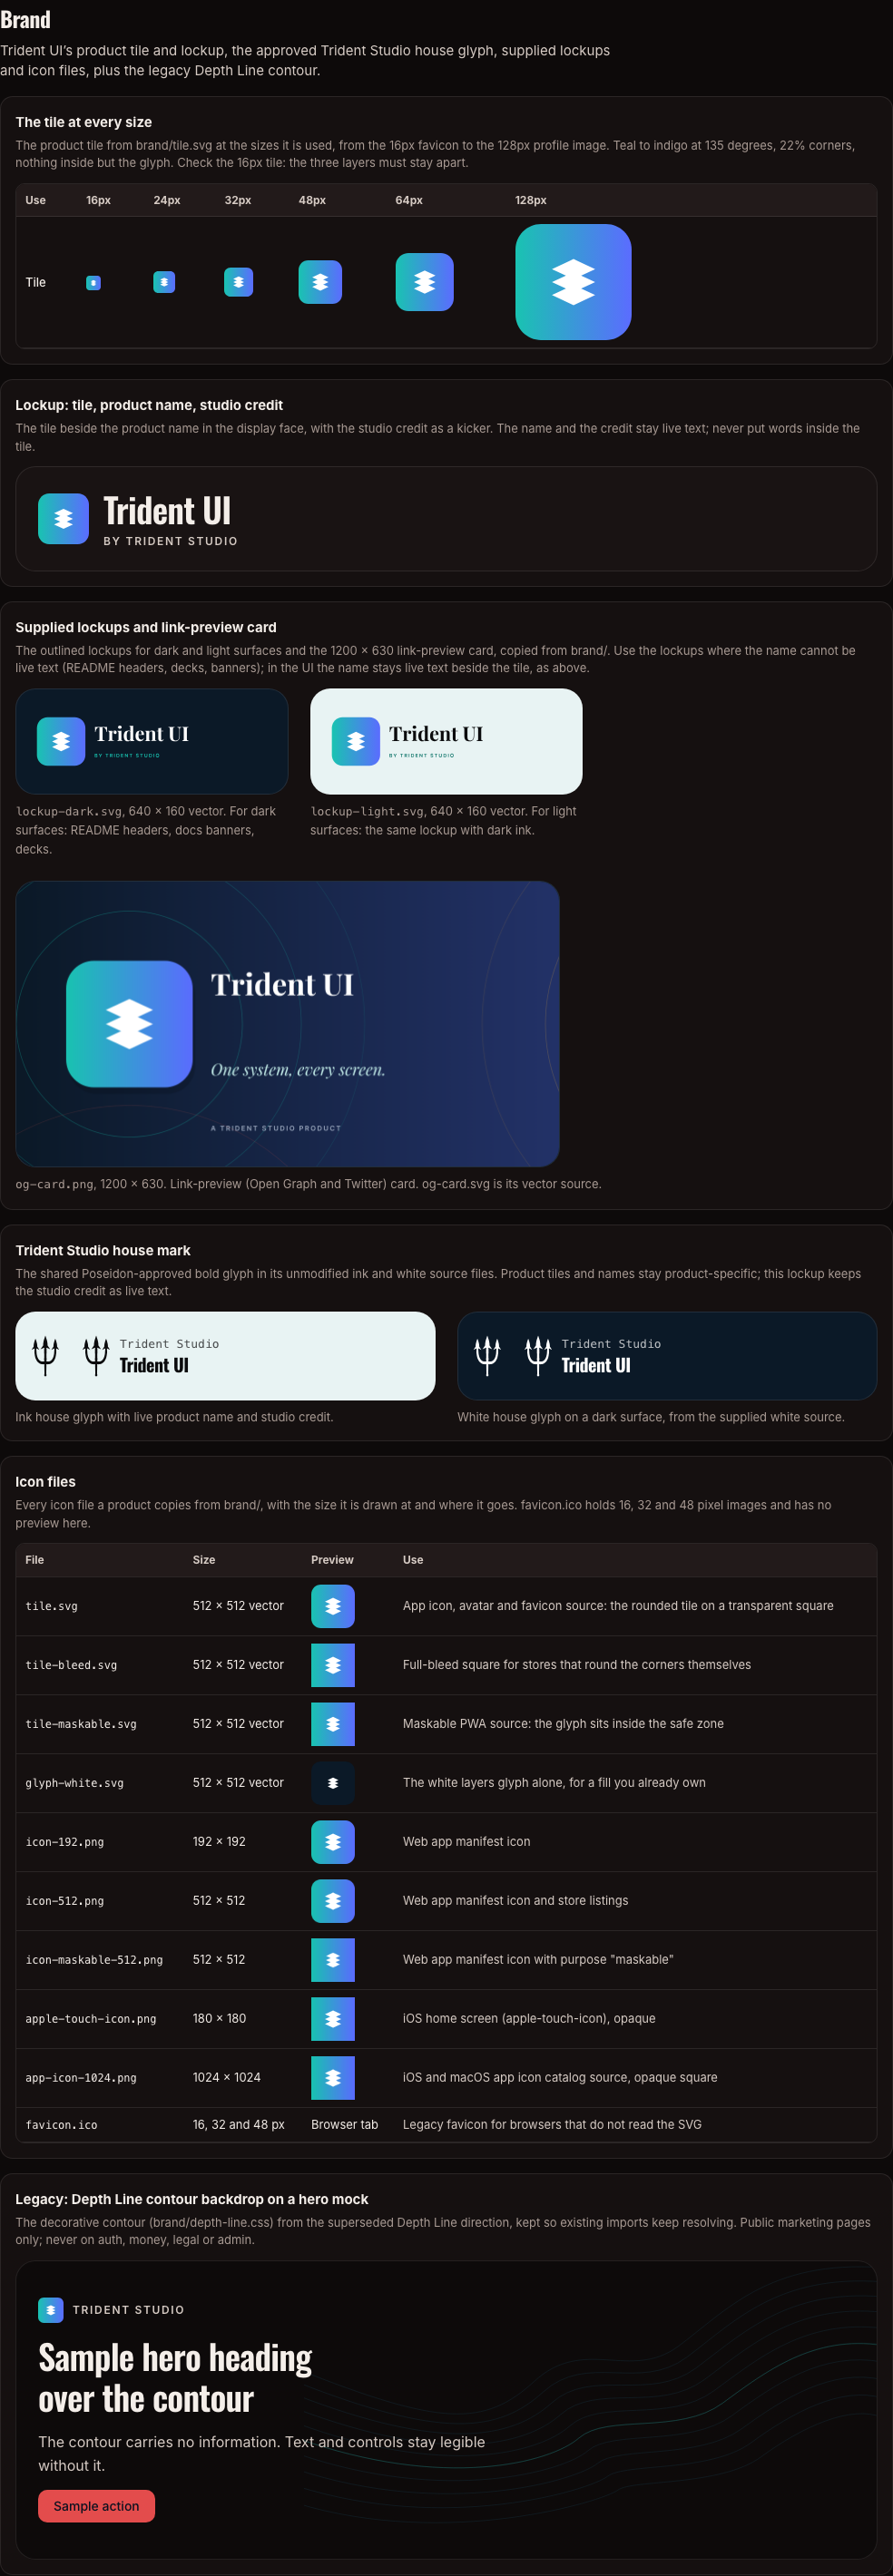 Brand
Trident UI's product tile and lockup, the approved Trident Studio house glyph, supplied lockups
and icon files, plus the legacy Depth Line contour.
The tile at every size
The product tile from brand/tile.svg at the sizes it is used, from the 16px favicon to the 128px profile image. Teal to indigo at 135 degrees, 22% corners,
nothing inside but the glyph. Check the 16px tile: the three layers must stay apart.
Use 16px 24px 32px 48px 64px 128px
Tile
Lockup: tile, product name, studio credit
The tile beside the product name in the display face, with the studio credit as a kicker. The name and the credit stay live text; never put words inside the
tile.
Trident UI
BY TRIDENT STUDIO
Supplied lockups and link-preview card
The outlined lockups for dark and light surfaces and the 1200 × 630 link-preview card, copied from brand/. Use the lockups where the name cannot be
live text (README headers, decks, banners); in the UI the name stays live text beside the tile, as above.
Trident UI
BY TRIDENT STUDIO
Trident UI
BY TRIDENT STUDIO
lockup-dark.svg, 640 × 160 vector. For dark
surfaces: README headers, docs banners,
decks.
lockup-light.svg, 640 × 160 vector. For light
surfaces: the same lockup with dark ink.
Trident UI
One system, every screen.
A TRIDENT STUDIO PRODUCT
og-card.png, 1200 × 630. Link-preview (Open Graph and Twitter) card. og-card.svg is its vector source.
Trident Studio house mark
The shared Poseidon-approved bold glyph in its unmodified ink and white source files. Product tiles and names stay product-specific; this lockup keeps
the studio credit as live text.
Trident Studio
Trident UI
Trident Studio
Trident UI
Ink house glyph with live product name and studio credit.
White house glyph on a dark surface, from the supplied white source.
Icon files
Every icon file a product copies from brand/, with the size it is drawn at and where it goes. favicon.ico holds 16, 32 and 48 pixel images and has no
preview here.
File Size Preview Use
tile.svg 512 × 512 vector App icon, avatar and favicon source: the rounded tile on a transparent square
tile-bleed.svg 512 × 512 vector Full-bleed square for stores that round the corners themselves
tile-maskable.svg 512 × 512 vector Maskable PWA source: the glyph sits inside the safe zone
glyph-white.svg 512 × 512 vector The white layers glyph alone, for a fill you already own
icon-192.png 192 × 192 Web app manifest icon
icon-512.png 512 × 512 Web app manifest icon and store listings
icon-maskable-512.png 512 × 512 Web app manifest icon with purpose "maskable"
apple-touch-icon.png 180 × 180 iOS home screen (apple-touch-icon), opaque
app-icon-1024.png 1024 × 1024 iOS and macOS app icon catalog source, opaque square
favicon.ico 16, 32 and 48 px Browser tab Legacy favicon for browsers that do not read the SVG
Legacy: Depth Line contour backdrop on a hero mock
The decorative contour (brand/depth-line.css) from the superseded Depth Line direction, kept so existing imports keep resolving. Public marketing pages
only; never on auth, money, legal or admin.
TRIDENT STUDIO
Sample hero heading
over the contour
The contour carries no information. Text and controls stay legible
without it.
Sample action